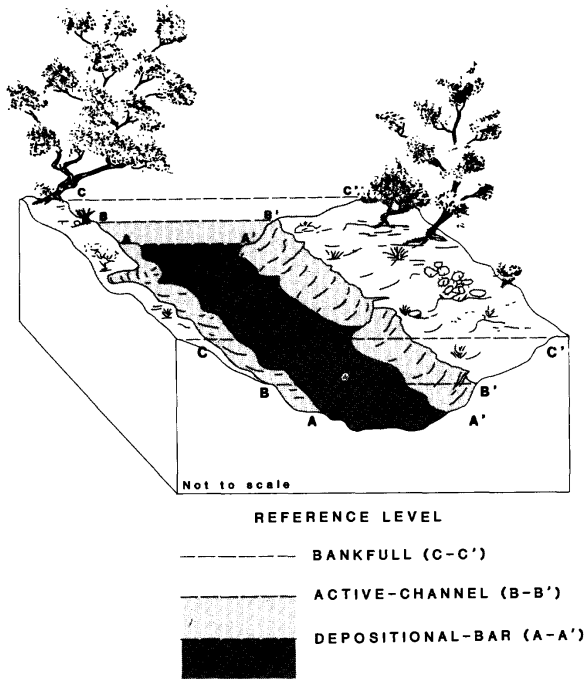 C
C'
B
B'
A
A'
C
C'
B
B'
A
A'
Not to scale
REFERENCE LEVEL
BANKFULL (C-C')
ACTIVE-CHANNEL (B-B')
DEPOSITIONAL-BAR (A-A')